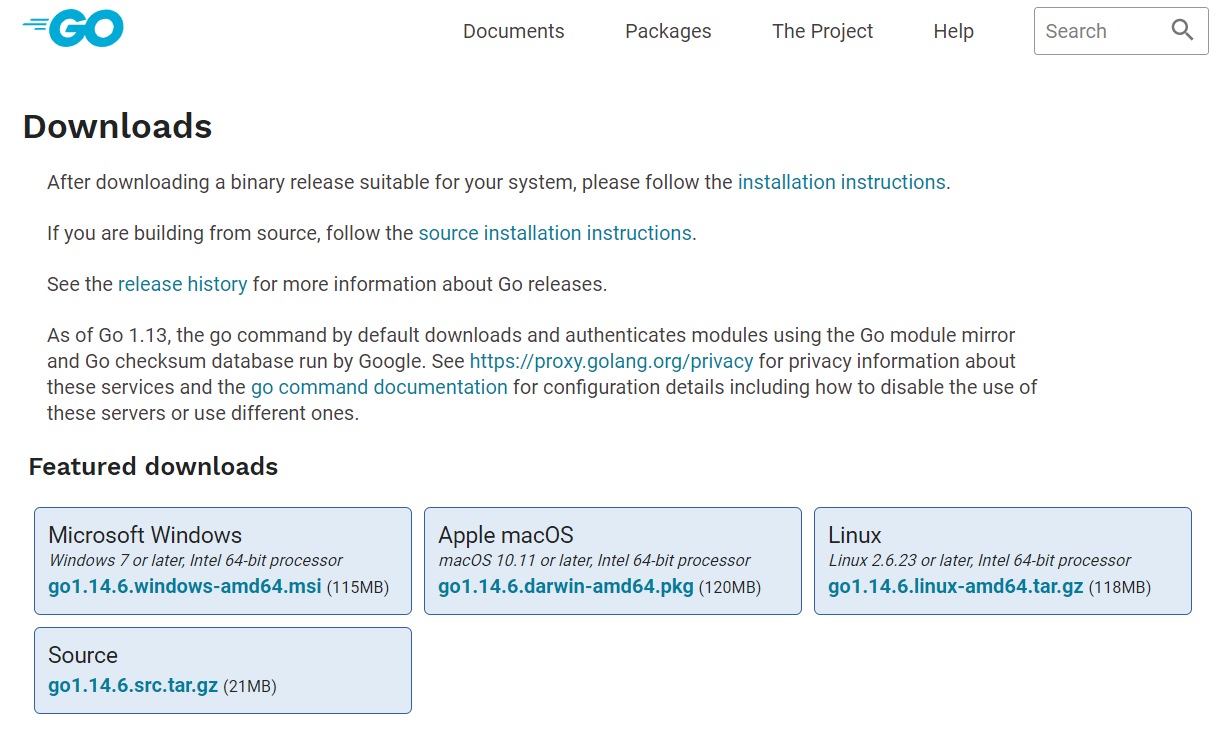 GO
Documents
Packages
The Project
Help
Search
Downloads
After downloading a binary release suitable for your system, please follow the installation instructions.
If you are building from source, follow the source installation instructions.
See the release history for more information about Go releases.
As of Go 1.13, the go command by default downloads and authenticates modules using the Go module mirror
and Go checksum database run by Google. See https://proxy.golang.org/privacy for privacy information about
these services and the go command documentation for configuration details including how to disable the use of
these servers or use different ones.
Featured downloads
Microsoft Windows
Windows 7 or later, Intel 64-bit processor
go1.14.6.windows-amd64.msi (115MB)
Apple macOS
macOS 10.11 or later, Intel 64-bit processor
go1.14.6.darwin-amd64.pkg (120MB)
Linux
Linux 2.6.23 or later, Intel 64-bit processor
go1.14.6.linux-amd64.tar.gz (118MB)
Source
go1.14.6.src.tar.gz (21MB)